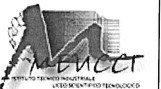 MEUCCI
ISTITUTO TECNICO INDUSTRIALE
LICEO SCIENTIFICO TECNOLOGICO